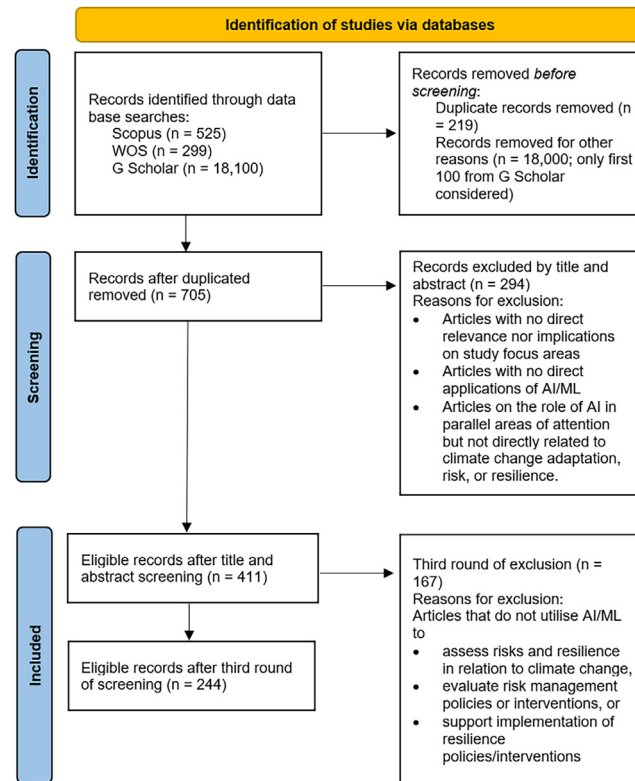 Identification of studies via databases
Identification
Records identified through data
base searches:
Scopus (n = 525)
WOS (n = 299)
G Scholar (n = 18,100)
Records removed before
screening:
Duplicate records removed (n
= 219)
Records removed for other
reasons (n = 18,000; only first
100 from G Scholar
considered)
Screening
Records after duplicated
removed (n = 705)
Records excluded by title and
abstract (n = 294)
Reasons for exclusion:
• Articles with no direct
relevance nor implications
on study focus areas
• Articles with no direct
applications of AI/ML
• Articles on the role of AI in
parallel areas of attention
but not directly related to
climate change adaptation,
risk, or resilience.
Included
Eligible records after title and
abstract screening (n = 411)
Third round of exclusion (n =
167)
Reasons for exclusion:
Articles that do not utilise AI/ML
to
• assess risks and resilience
in relation to climate change,
• evaluate risk management
policies or interventions, or
• support implementation of
resilience
policies/interventions
Eligible records after third round
of screening (n = 244)